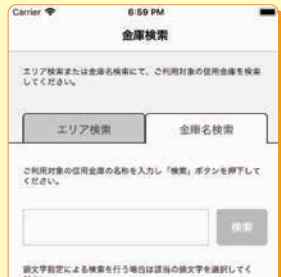 Carrier 6:59 PM
金庫検索
エリア検索または金庫名検索にて、ご利用対象の信用金庫を検索
してください。
エリア検索 金庫名検索
ご利用対象の信用金庫の名称を入力し「検索」ボタンを押下して
ください。
検索
頭文字指定による検索を行う場合は該当の頭文字を選択してく